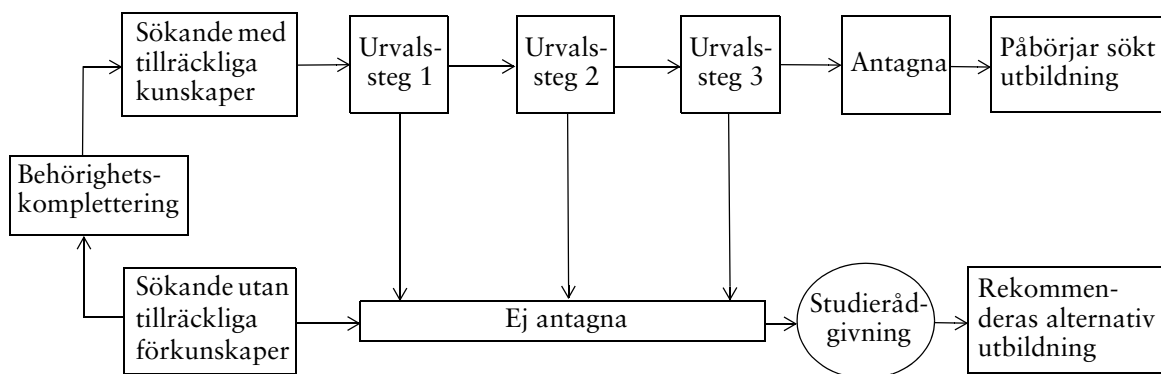 Sökande med
tillräckliga
kunskaper
Urvals-
steg 1
Urvals-
steg 2
Urvals-
steg 3
Antagna
Påbörjar sökt
utbildning
Behörighets-
komplettering
Sökande utan
tillräckliga
förkunskaper
Ej antagna
Studieråd-
givning
Rekommen-
deras alternativ
utbildning